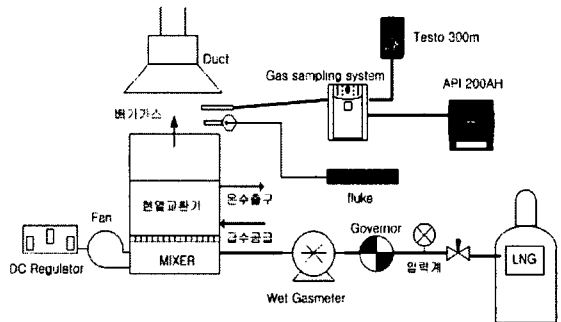 Duct
Testo 300m
Gas sampling system
API 200AH
배기가스
fluke
온수출구
현열교환기
급수공급
Fan
Governor
DC Regulator
MIXER
압력계
LNG
Wet Gasmeter